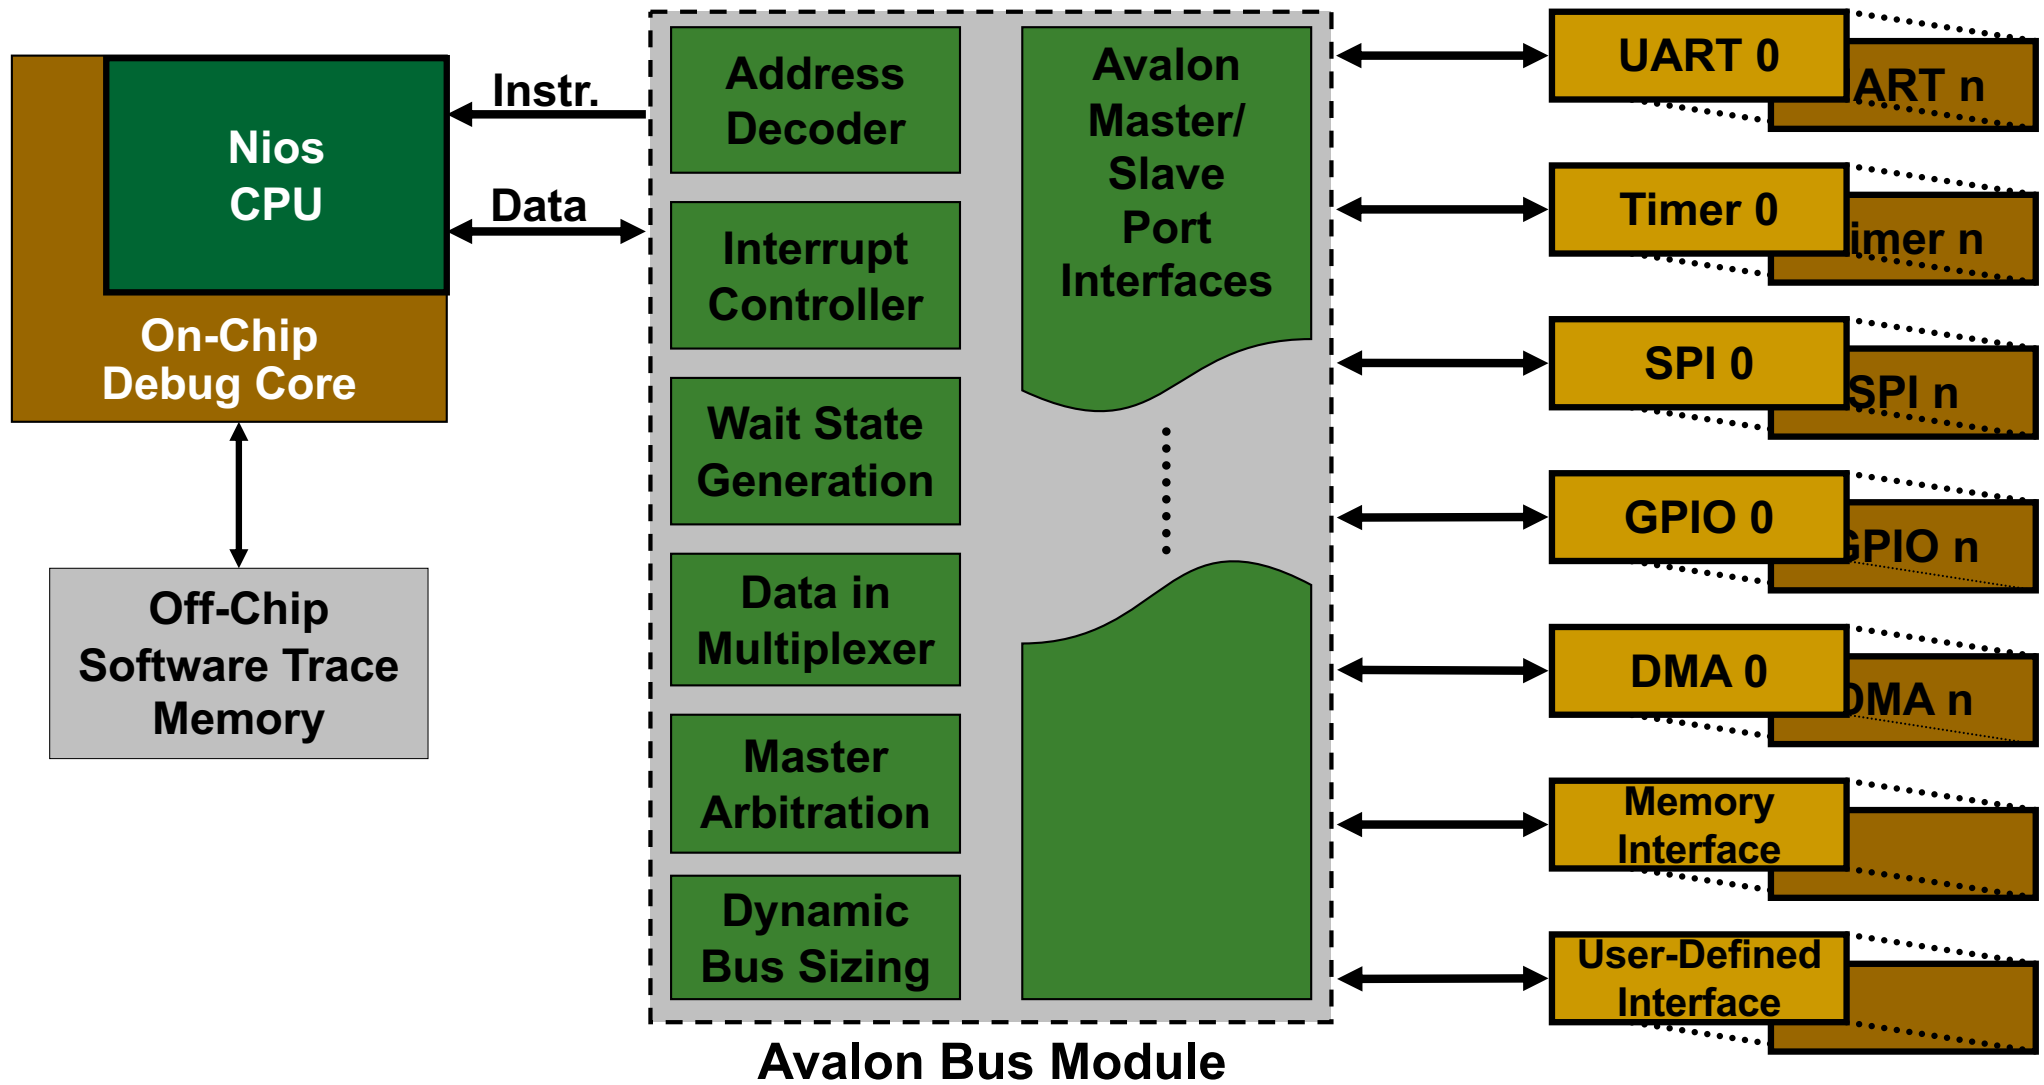 Nios
CPU
On-Chip
Debug Core
Instr.
Data
Off-Chip
Software Trace
Memory
Address
Decoder
Interrupt
Controller
Wait State
Generation
Data in
Multiplexer
Master
Arbitration
Dynamic
Bus Sizing
Avalon
Master/
Slave
Port
Interfaces
Avalon Bus Module
UART 0
ART n
Timer 0
imer n
SPI 0
SPI n
GPIO 0
GPIO n
DMA 0
DMA n
Memory
Interface
User-Defined
Interface